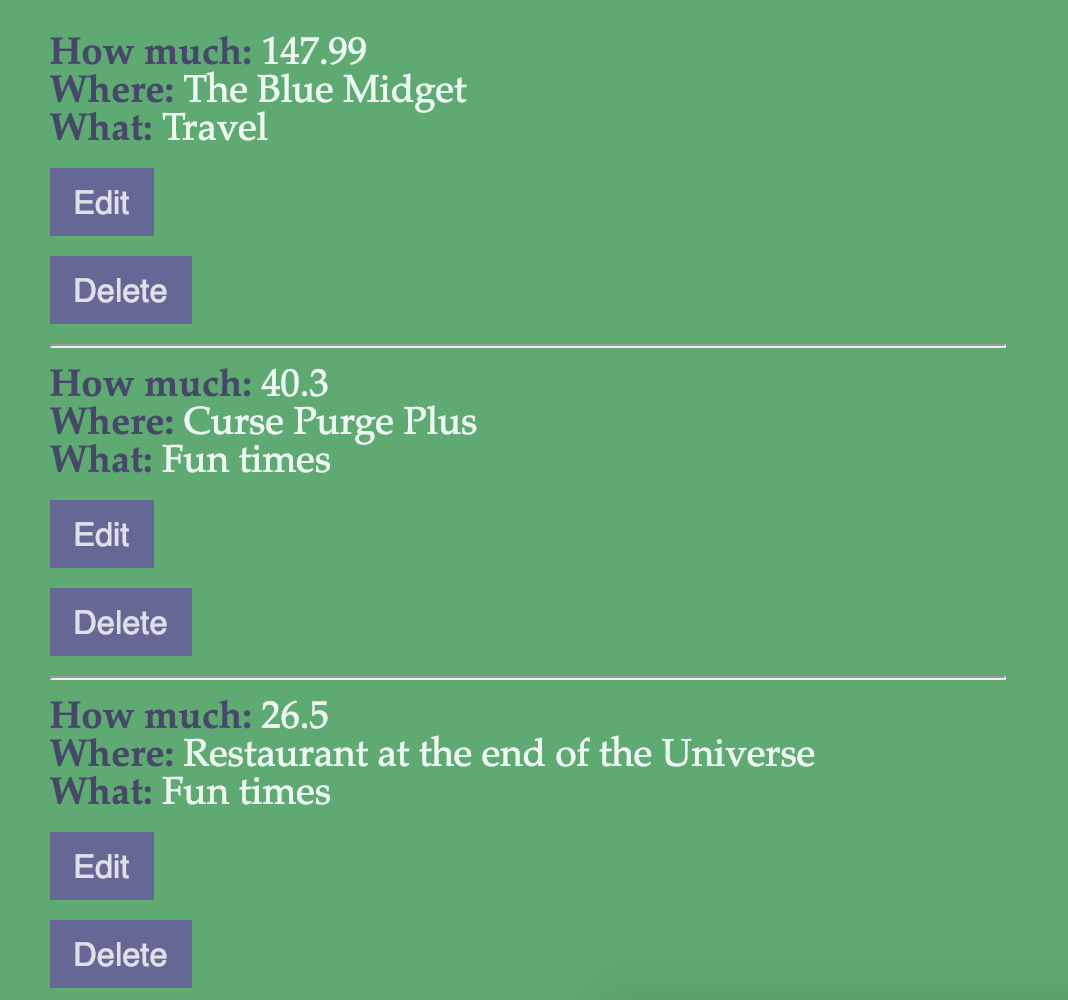 How much: 147.99
Where: The Blue Midget
What: Travel
Edit
Delete
How much: 40.3
Where: Curse Purge Plus
What: Fun times
Edit
Delete
How much: 26.5
Where: Restaurant at the end of the Universe
What: Fun times
Edit
Delete